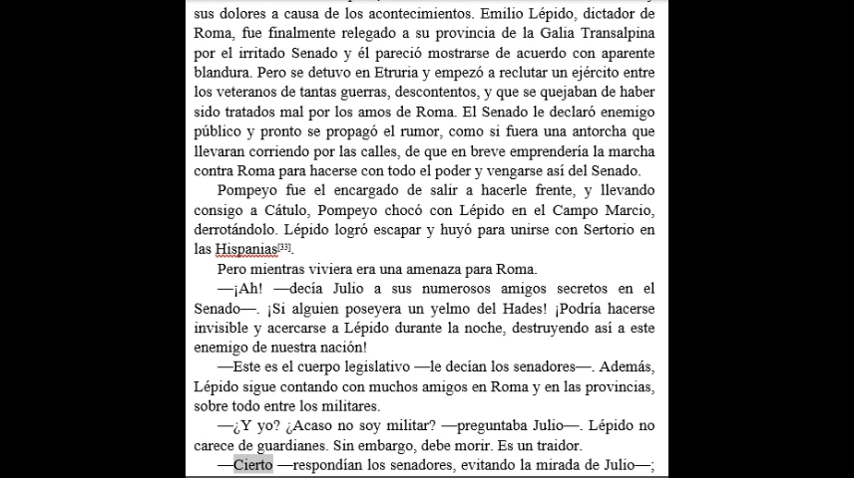 sus dolores a causa de los acontecimientos. Emilio Lépido, dictador de
Roma, fue finalmente relegado a su provincia de la Galia Transalpina
por el irritado Senado y él pareció mostrarse de acuerdo con aparente
blandura. Pero se detuvo en Etruria y empezó a reclutar un ejército entre
los veteranos de tantas guerras, descontentos, y que se quejaban de haber
sido tratados mal por los amos de Roma. El Senado le declaró enemigo
público y pronto se propagó el rumor, como si fuera una antorcha que
llevaran corriendo por las calles, de que en breve emprendería la marcha
contra Roma para hacerse con todo el poder y vengarse así del Senado.
Pompeyo fue el encargado de salir a hacerle frente, y llevando
consigo a Cátulo, Pompeyo chocó con Lépido en el Campo Marcio,
derrotándolo. Lépido logró escapar y huyó para unirse con Sertorio en
las Hispanias[33].
Pero mientras viviera era una amenaza para Roma.
—¡Ah! —decía Julio a sus numerosos amigos secretos en el
Senado—. ¡Si alguien poseyera un yelmo del Hades! ¡Podría hacerse
invisible y acercarse a Lépido durante la noche, destruyendo así a este
enemigo de nuestra nación!
—Este es el cuerpo legislativo —le decían los senadores—. Además,
Lépido sigue contando con muchos amigos en Roma y en las provincias,
sobre todo entre los militares.
—¿Y yo? ¿Acaso no soy militar? —preguntaba Julio—. Lépido no
carece de guardianes. Sin embargo, debe morir. Es un traidor.
—Cierto —respondían los senadores, evitando la mirada de Julio—;